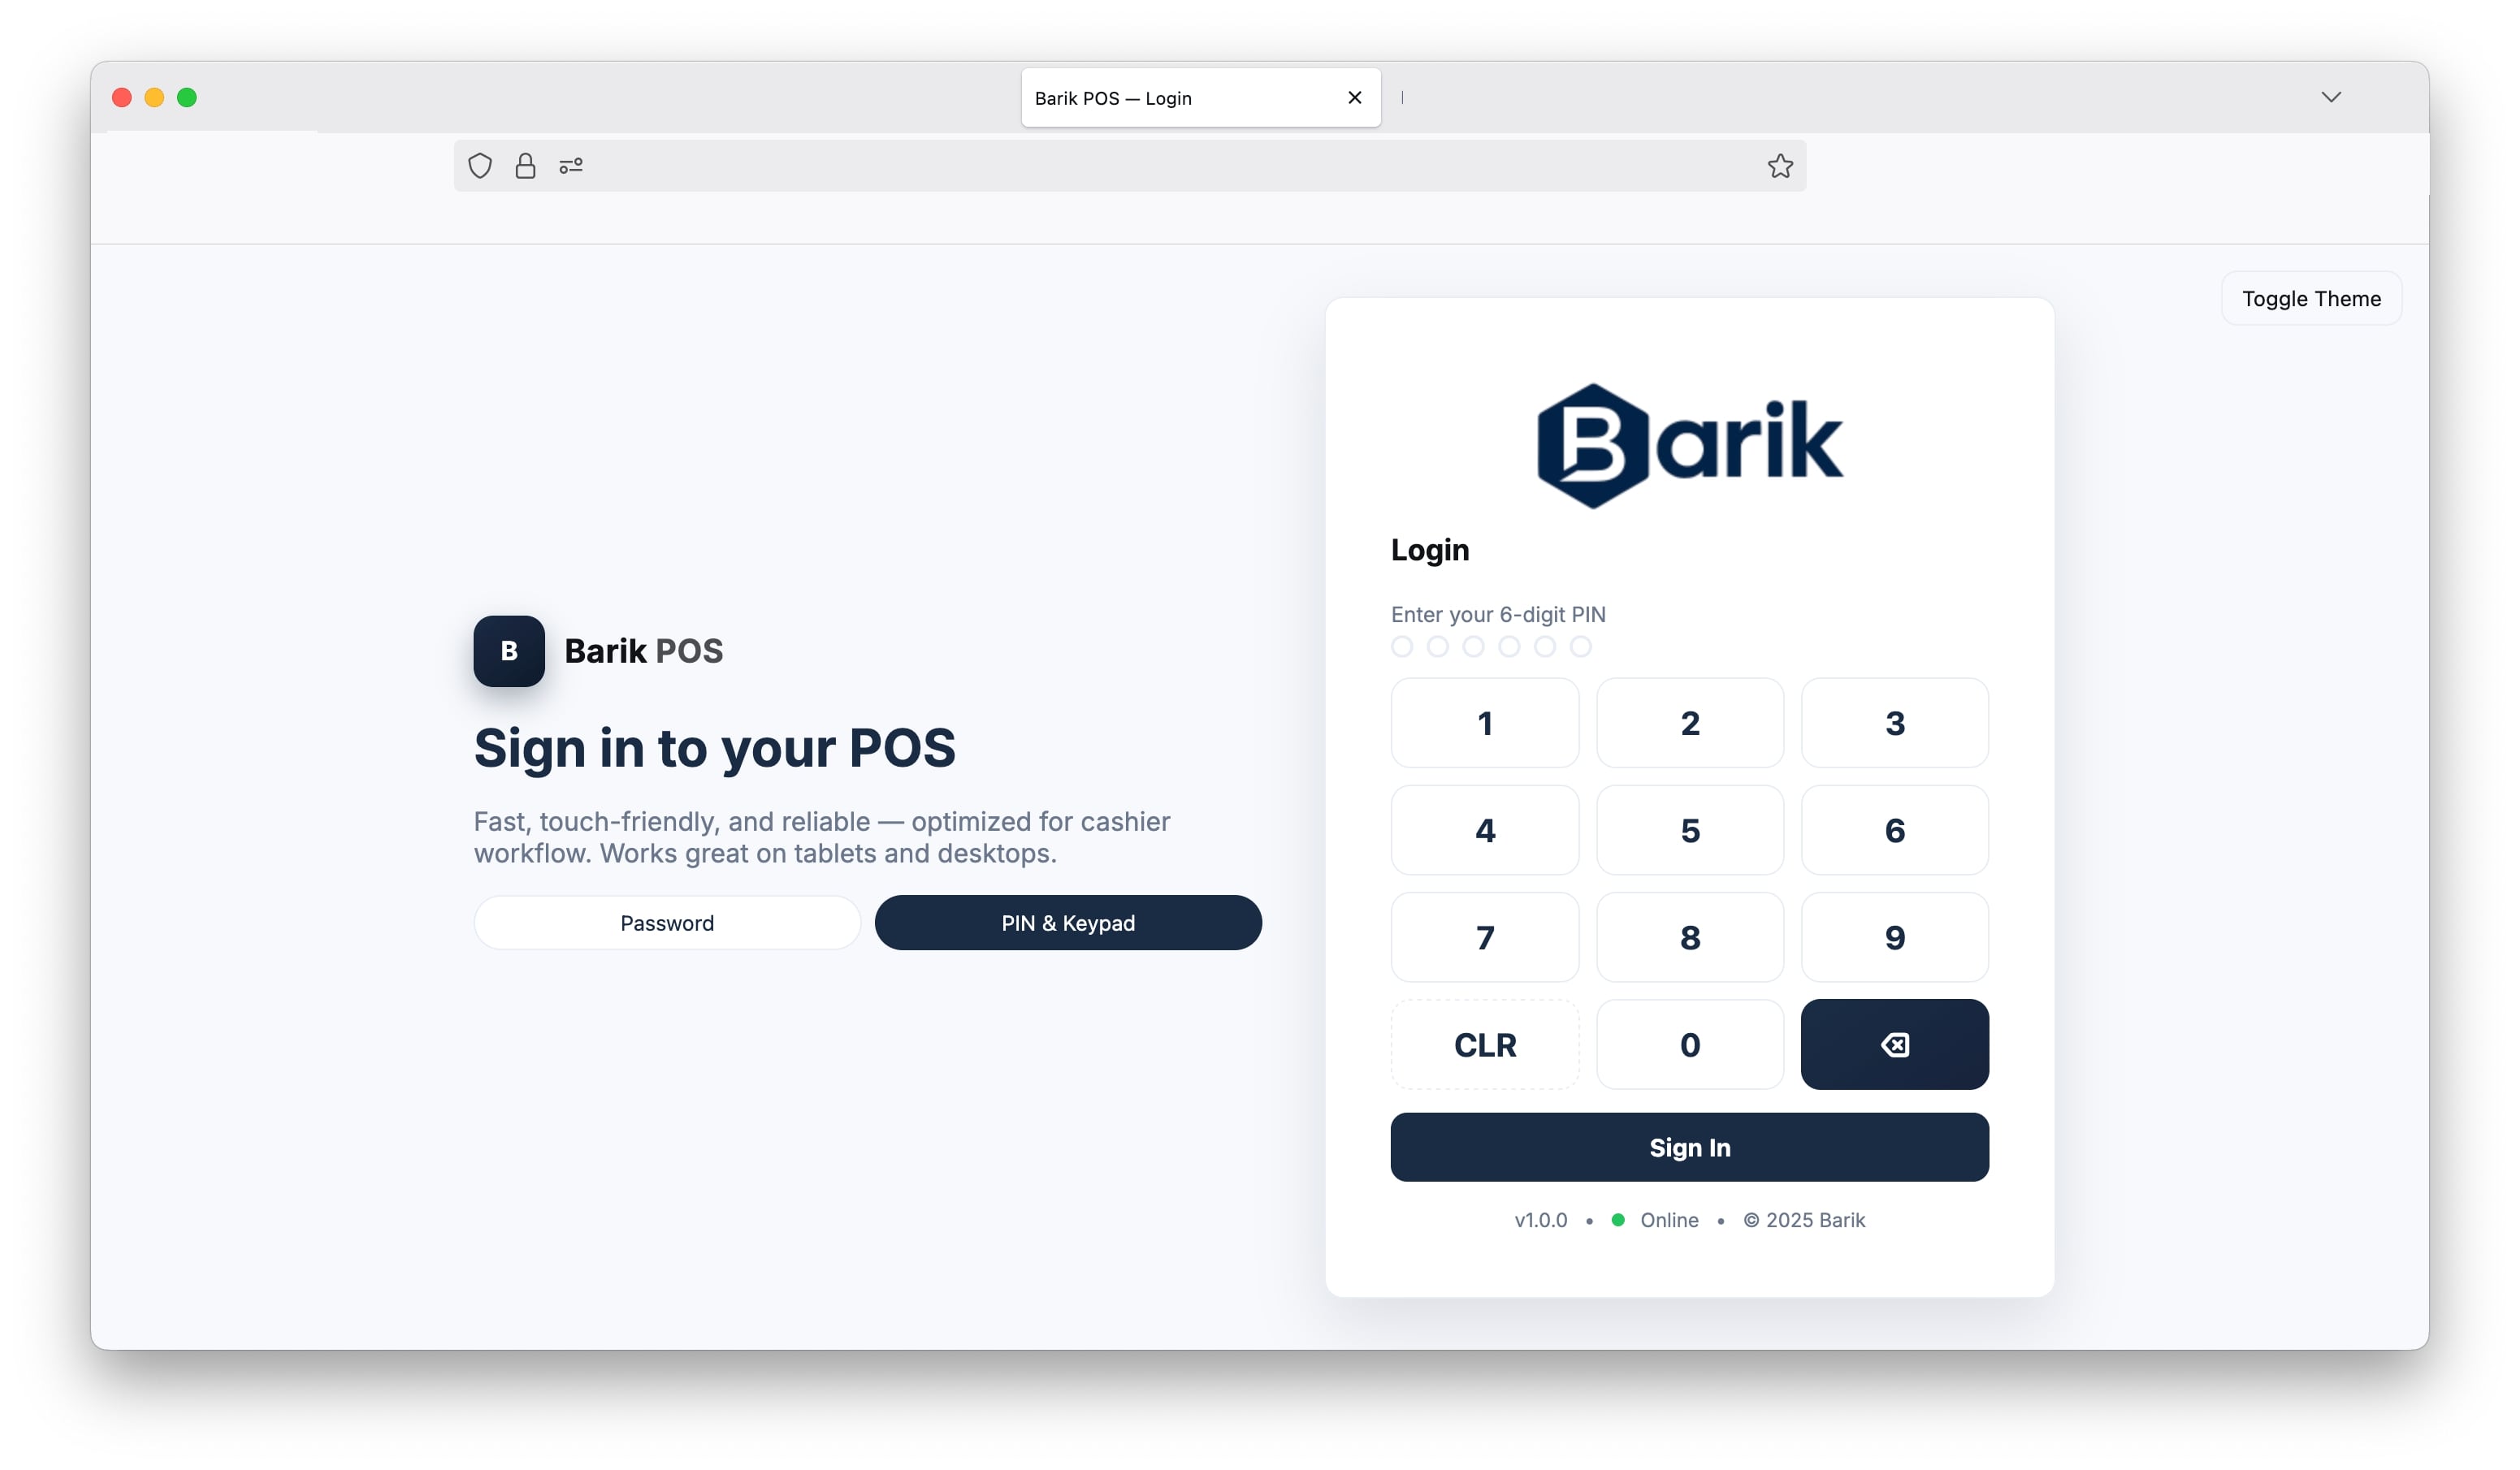 Barik POS — Login
Toggle Theme
B Barik POS
Sign in to your POS
Fast, touch-friendly, and reliable — optimized for cashier
workflow. Works great on tablets and desktops.
Password PIN & Keypad
Barik
Login
Enter your 6-digit PIN
1 2 3
4 5 6
7 8 9
CLR 0
Sign In
v1.0.0 • Online • © 2025 Barik